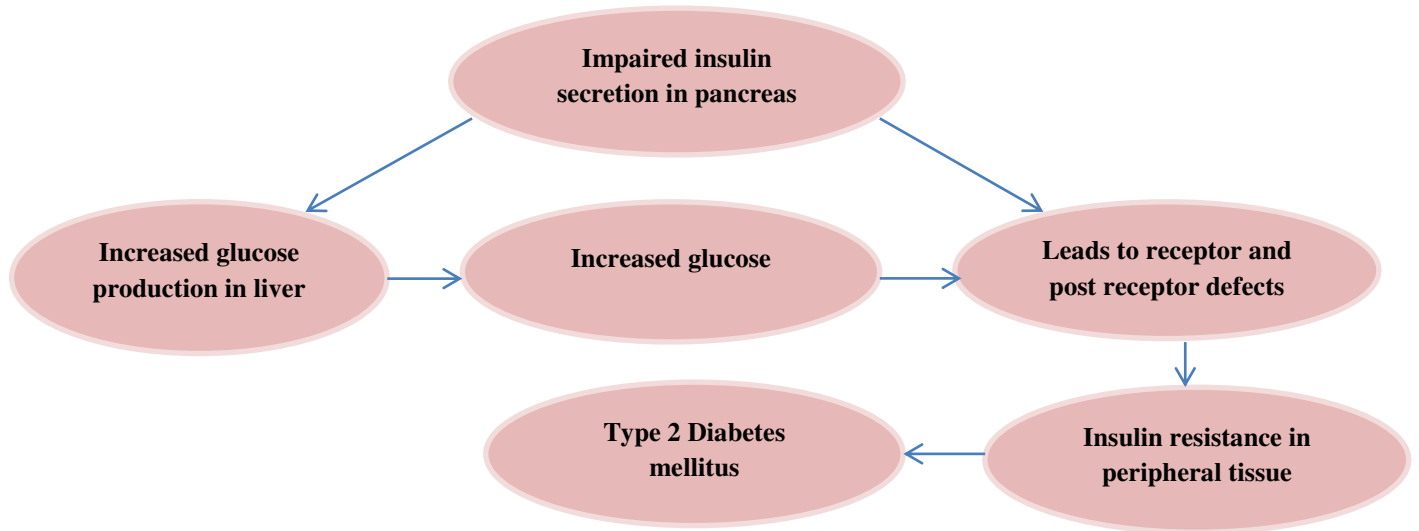 Impaired insulin
secretion in pancreas
Increased glucose
production in liver
Increased glucose
Leads to receptor and
post receptor defects
Type 2 Diabetes
mellitus
Insulin resistance in
peripheral tissue